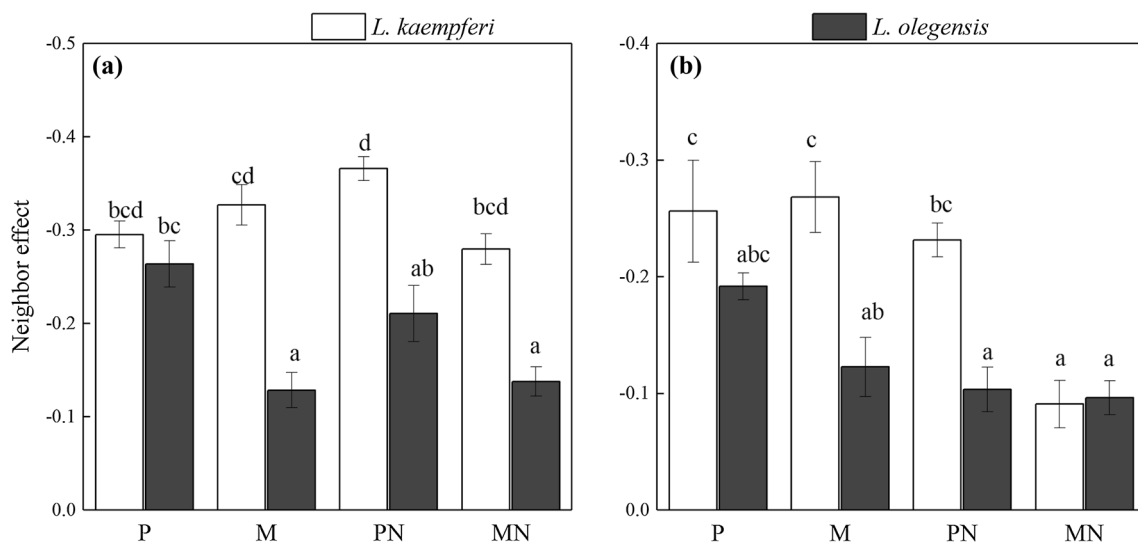 L. kaempferi
L. olegensis
(a)
-0.5
-0.4
-0.3
-0.2
-0.1
0.0
Neighbor effect
bcd
bc
cd
a
d
ab
bcd
a
P
M
PN
MN
(b)
-0.4
-0.3
-0.2
-0.1
0.0
c
abc
c
ab
bc
a
a
a
P
M
PN
MN